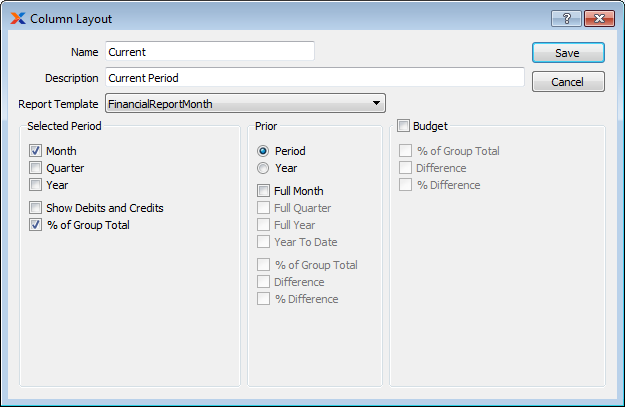 Column Layout
?
Name Current
Save
Description Current Period
Cancel
Report Template FinancialReportMonth
Selected Period
Month
Quarter
Year
Show Debits and Credits
% of Group Total
Prior
Period
Year
Full Month
Full Quarter
Full Year
Year To Date
% of Group Total
Difference
% Difference
Budget
% of Group Total
Difference
% Difference